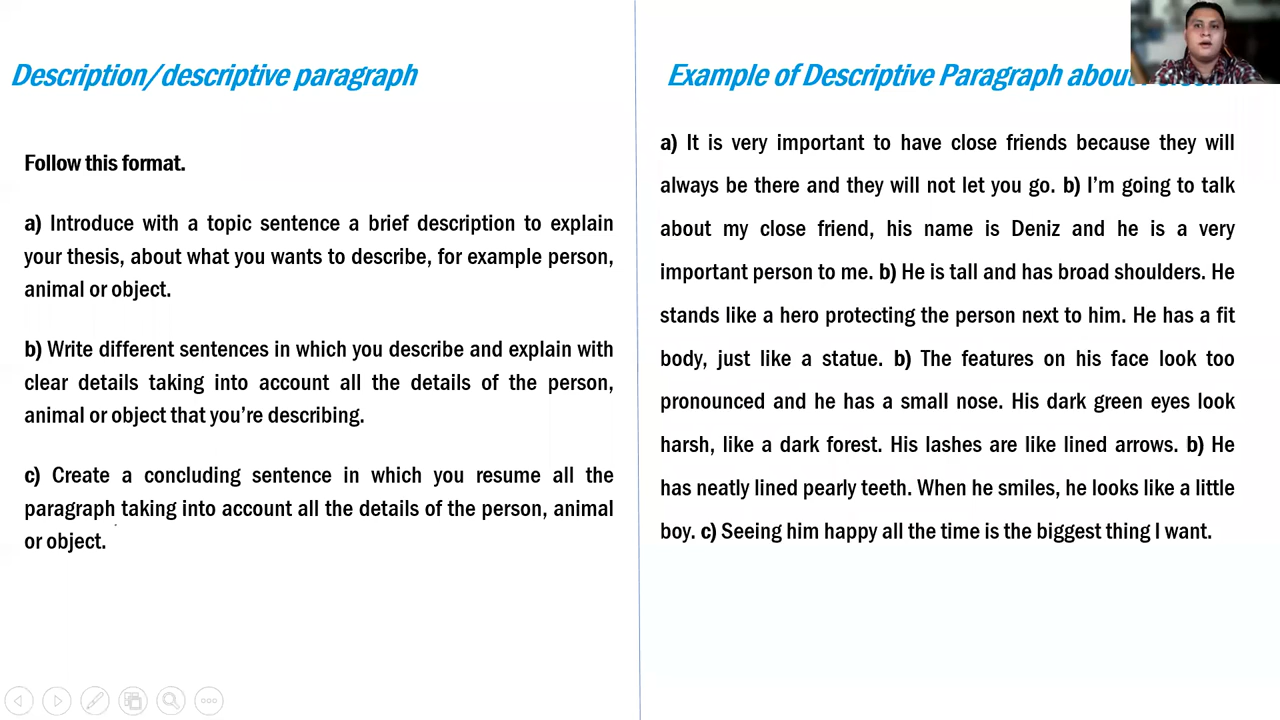 Description/descriptive paragraph
Follow this format.
a) Introduce with a topic sentence a brief description to explain
your thesis, about what you wants to describe, for example person,
animal or object.
b) Write different sentences in which you describe and explain with
clear details taking into account all the details of the person,
animal or object that you’re describing.
c) Create a concluding sentence in which you resume all the
paragraph taking into account all the details of the person, animal
or object.
Example of Descriptive Paragraph about
a) It is very important to have close friends because they will
always be there and they will not let you go. b) I’m going to talk
about my close friend, his name is Deniz and he is a very
important person to me. b) He is tall and has broad shoulders. He
stands like a hero protecting the person next to him. He has a fit
body, just like a statue. b) The features on his face look too
pronounced and he has a small nose. His dark green eyes look
harsh, like a dark forest. His lashes are like lined arrows. b) He
has neatly lined pearly teeth. When he smiles, he looks like a little
boy. c) Seeing him happy all the time is the biggest thing I want.